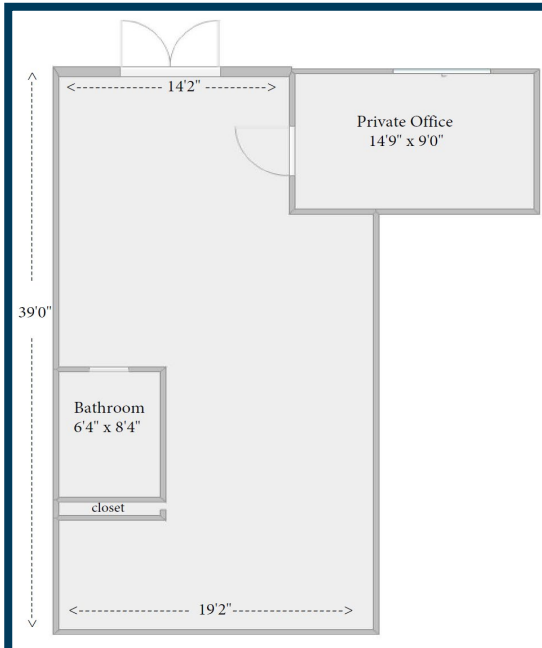 14'2"
Private Office
14'9" x 9'0"
39'0"
Bathroom
6'4" x 8'4"
closet
19'2"